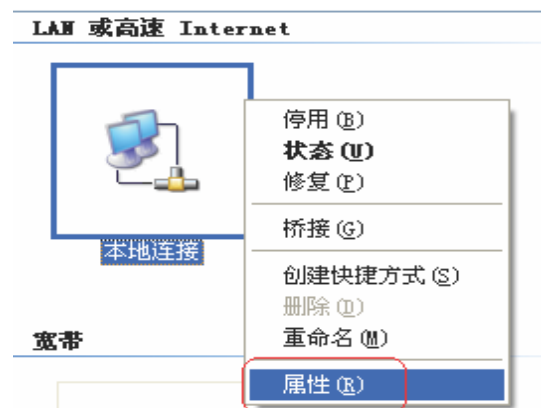 LAN 或高速 Internet
停用(B)
状态(U)
修复(P)
桥接(G)
本地连接
创建快捷方式(S)
删除(D)
重命名(M)
宽带
属性(R)